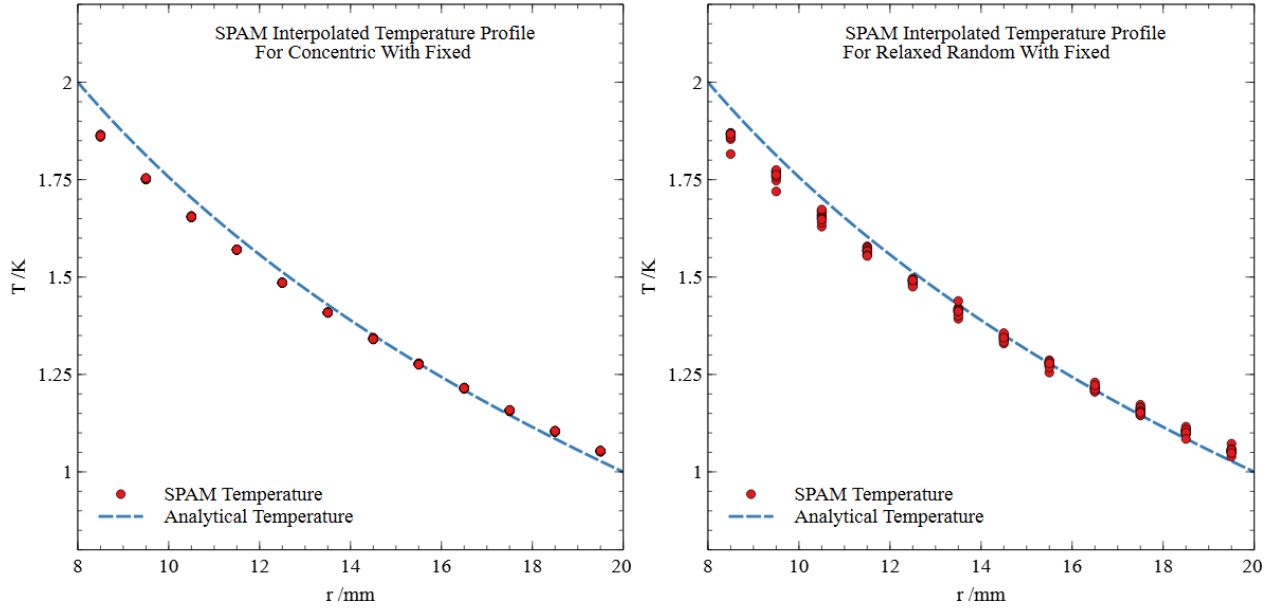 SPAM Interpolated Temperature Profile
For Concentric With Fixed
2
1.75
1.5
1.25
1
T /K
SPAM Temperature
Analytical Temperature
8 10 12 14 16 18 20
r /mm
SPAM Interpolated Temperature Profile
For Relaxed Random With Fixed
2
1.75
1.5
1.25
1
T /K
SPAM Temperature
Analytical Temperature
8 10 12 14 16 18 20
r /mm